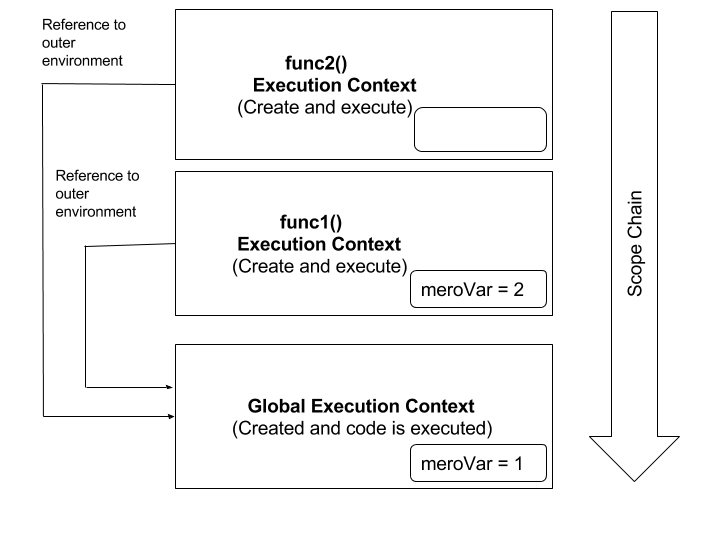 Reference to
outer
environment
func2()
Execution Context
(Create and execute)
Reference to
outer
environment
func1()
Execution Context
(Create and execute)
meroVar = 2
Scope Chain
Global Execution Context
(Created and code is executed)
meroVar = 1